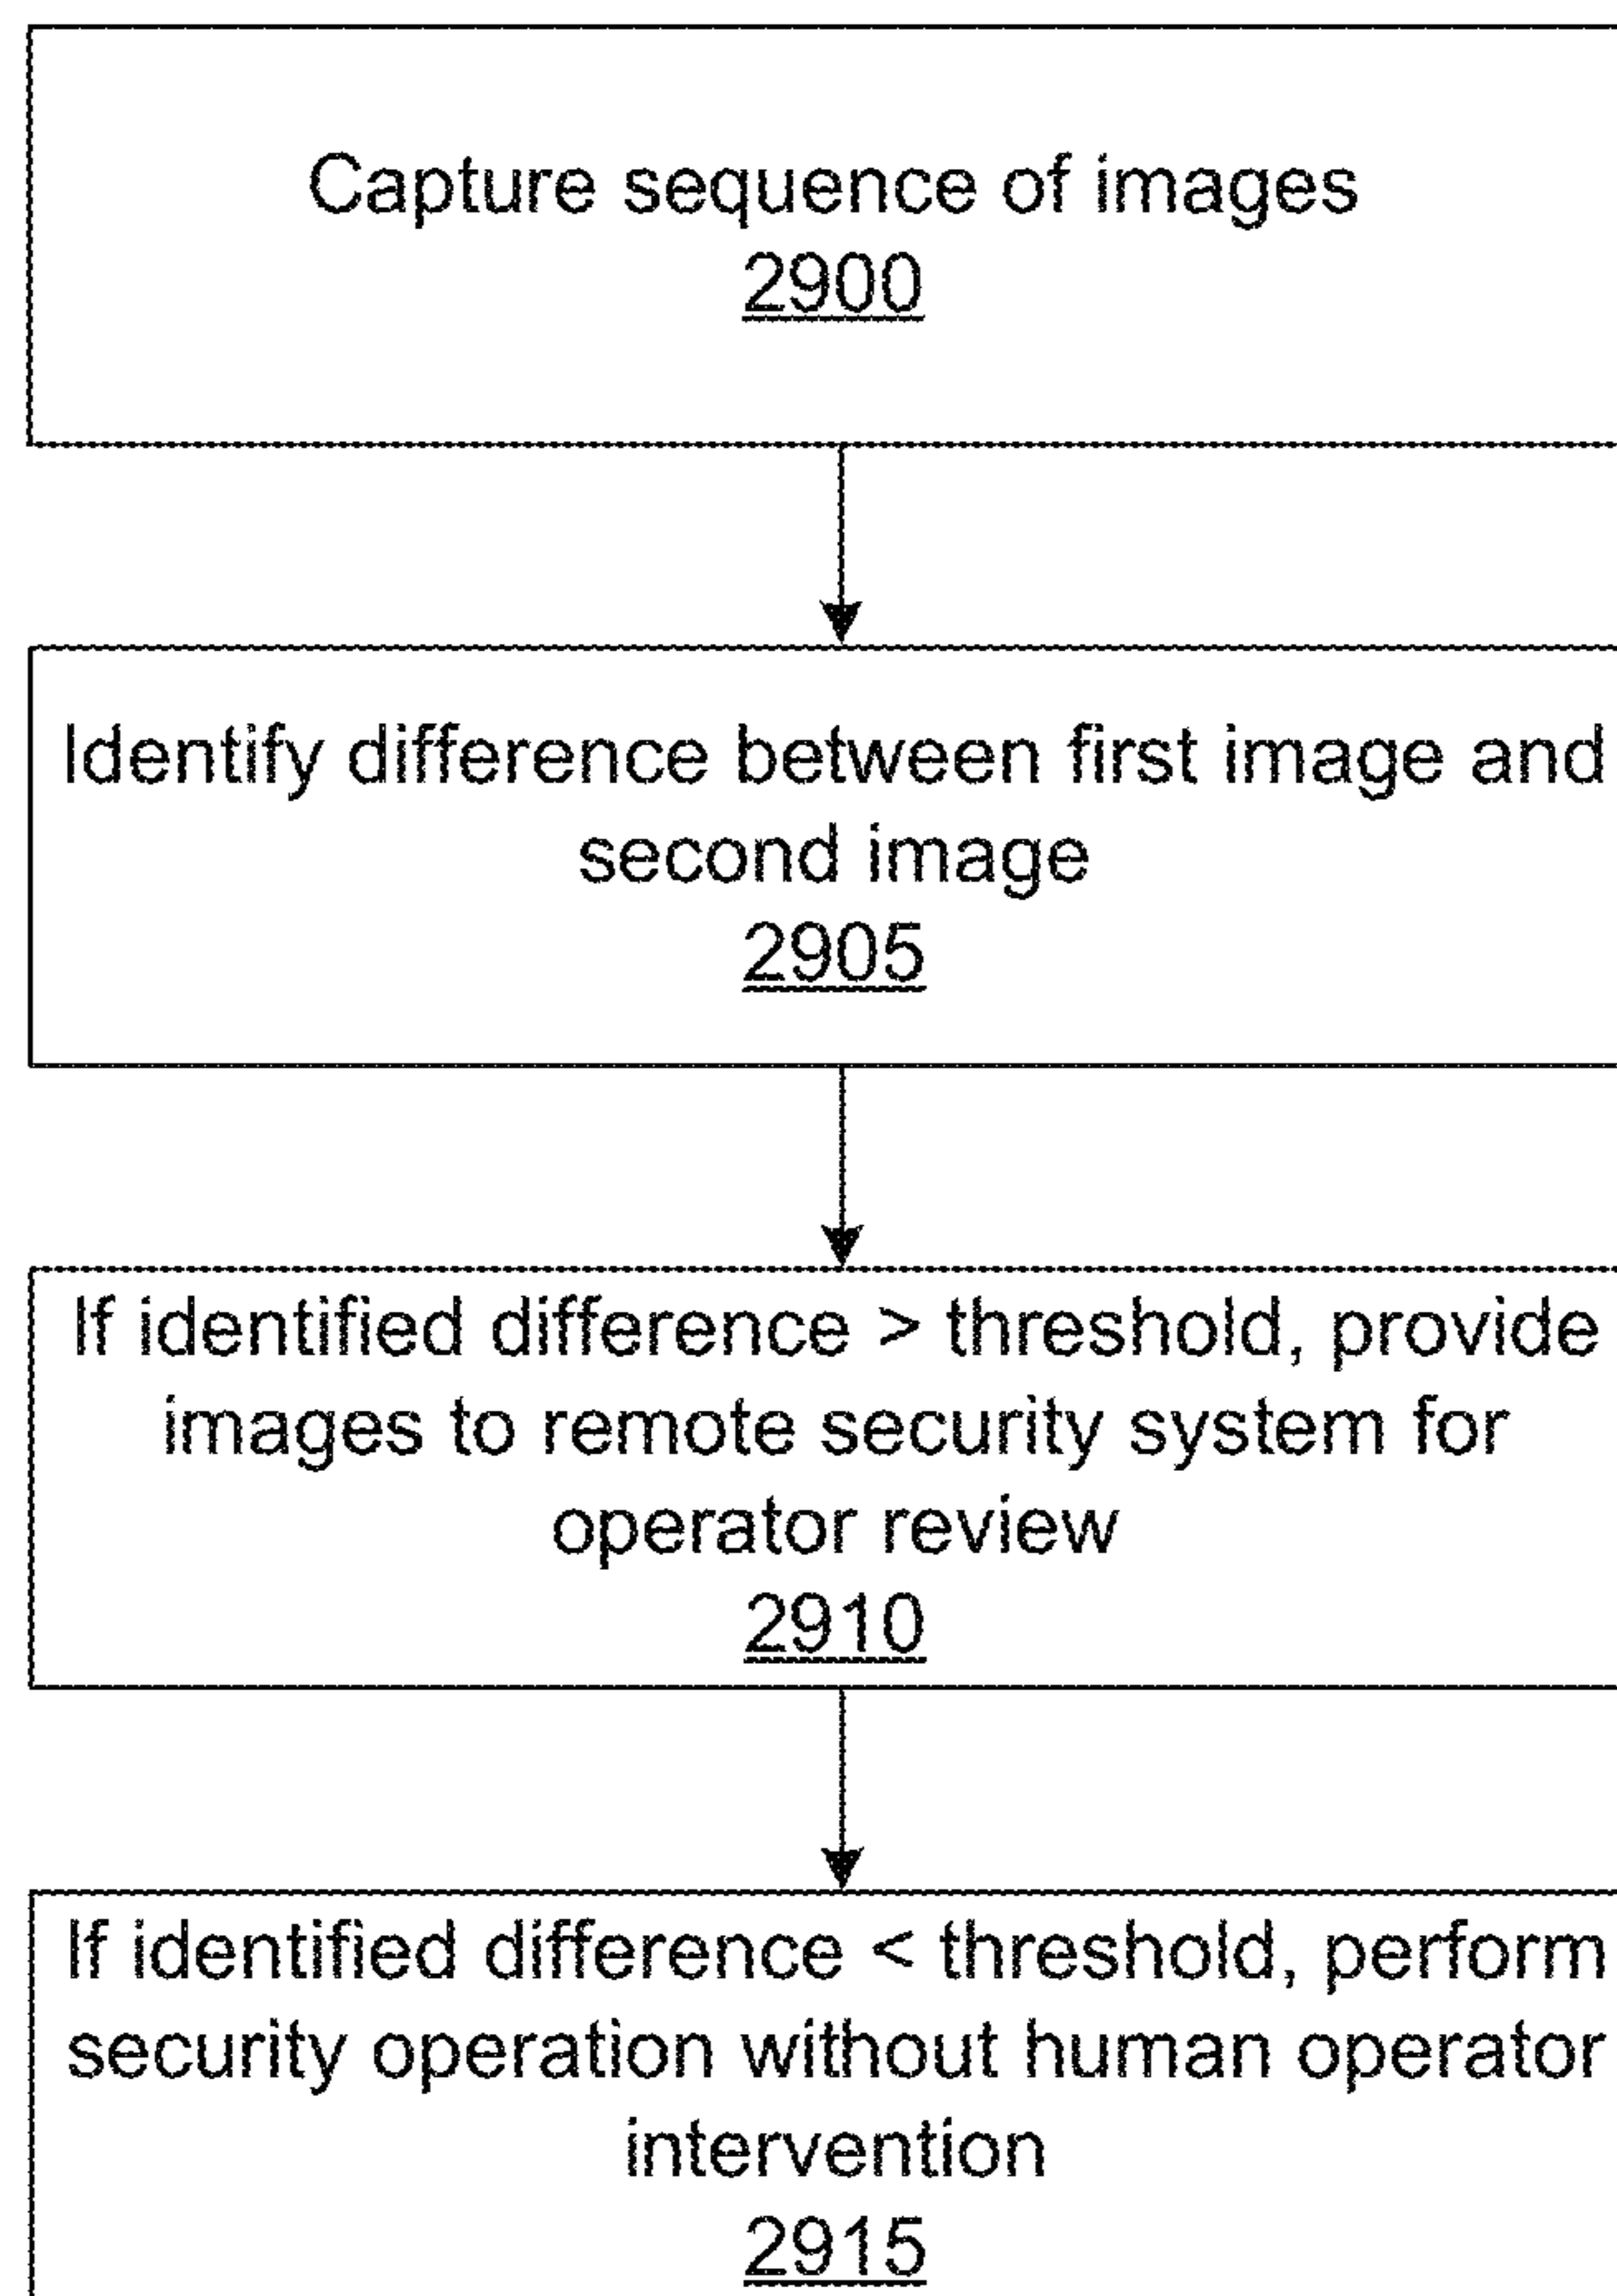 Capture sequence of images
2900
Identify difference between first image and
second image
2905
If identified difference > threshold, provide
images to remote security system for
operator review
2910
If identified difference < threshold, perform
security operation without human operator
intervention
2915